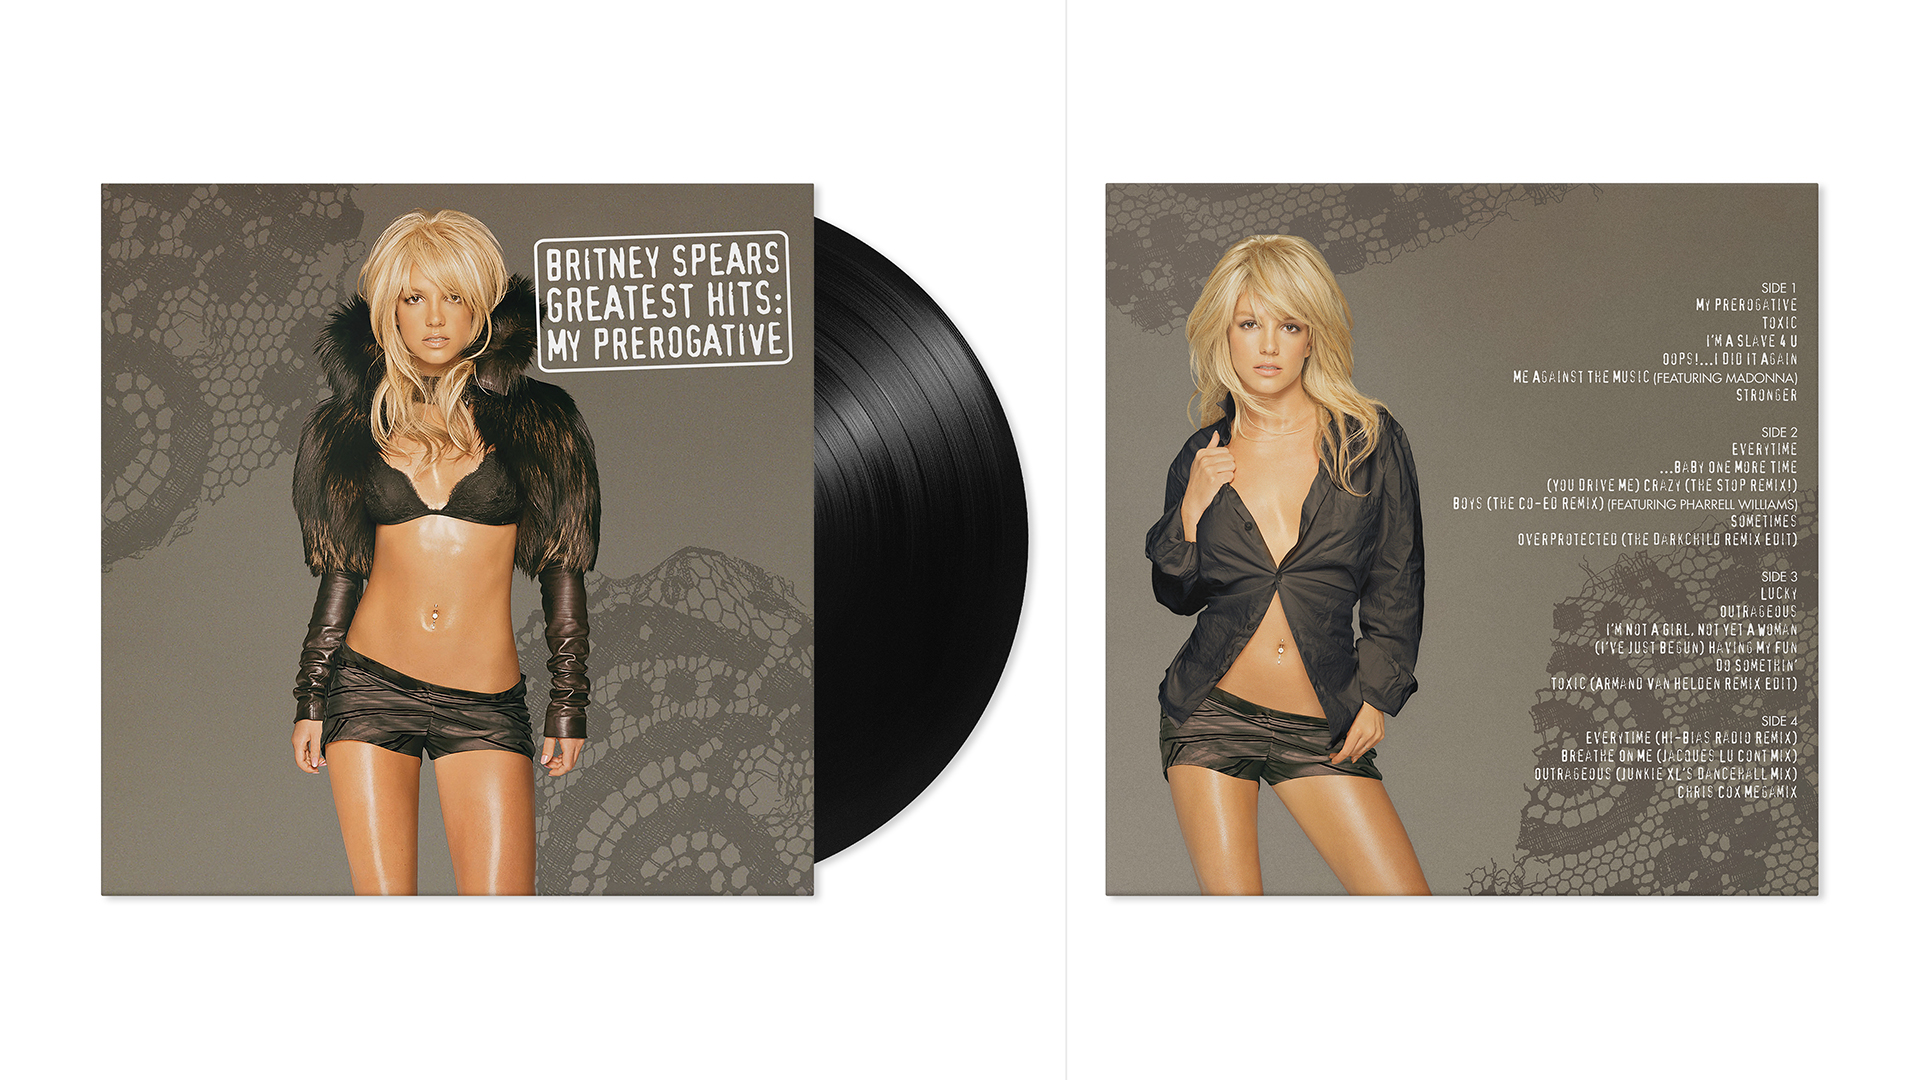 BRITNEY SPEARS
GREATEST HITS:
MY PREROGATIVE
SIDE 1
MY PREROGATIVE
TOXIC
I'M A SLAVE 4 U
OOPS!...I DID IT AGAIN
ME AGAINST THE MUSIC (FEATURING MADONNA)
STRONGER
SIDE 2
EVERYTIME
...BABY ONE MORE TIME
(YOU DRIVE ME) CRAZY (THE STOP REMIX!)
BOYS (THE CO-ED REMIX) (FEATURING PHARRELL WILLIAMS)
SOMETIMES
OVERPROTECTED (THE DARKCHILD REMIX EDIT)
SIDE 3
LUCKY
OUTRAGEOUS
I'M NOT A GIRL, NOT YET A WOMAN
(I'VE JUST BEGUN) HAVING MY FUN
DO SOMETHIN'
TOXIC (ARMAND VAN HELDEN REMIX EDIT)
SIDE 4
EVERYTIME (HI-BIAS RADIO REMIX)
BREATHE ON ME (JACQUES LU CONT MIX)
OUTRAGEOUS (JUNKIE XL'S DANCEHALL MIX)
CHRIS COX MEGAMIX